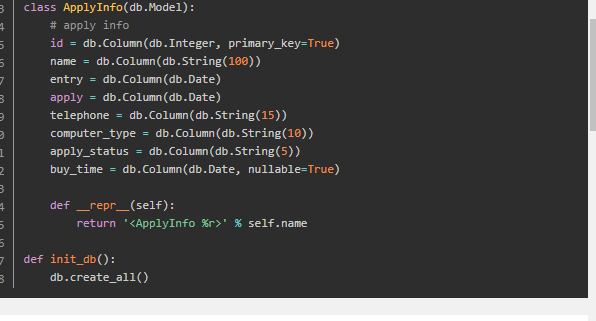 3 class ApplyInfo(db.Model):
4     # apply info
5     id = db.Column(db.Integer, primary_key=True)
6     name = db.Column(db.String(100))
7     entry = db.Column(db.Date)
8     apply = db.Column(db.Date)
9     telephone = db.Column(db.String(15))
0     computer_type = db.Column(db.String(10))
1     apply_status = db.Column(db.String(5))
2     buy_time = db.Column(db.Date, nullable=True)
3
4     def __repr__(self):
5         return '<ApplyInfo %r>' % self.name
6
7 def init_db():
8     db.create_all()